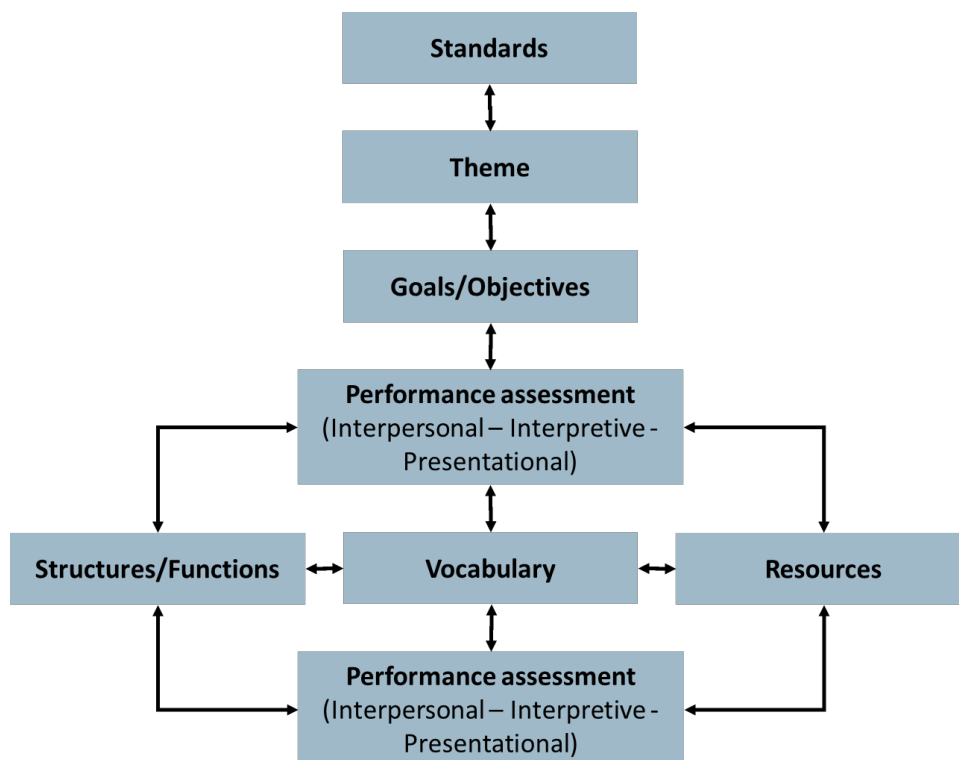 Standards
Theme
Goals/Objectives
Performance assessment
(Interpersonal – Interpretive -
Presentational)
Structures/Functions
Vocabulary
Resources
Performance assessment
(Interpersonal – Interpretive -
Presentational)